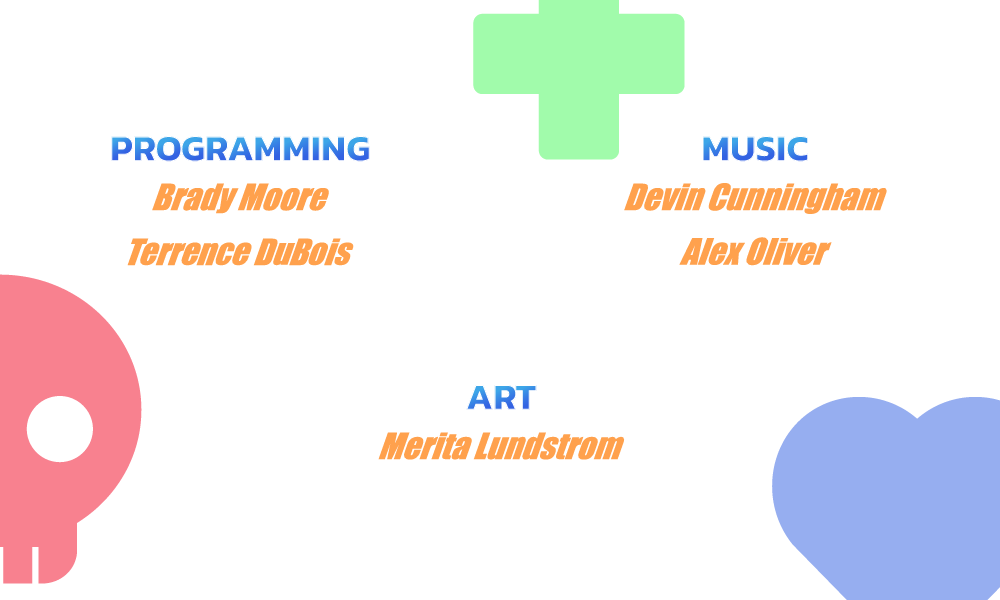 PROGRAMMING
Brady Moore
Terrence DuBois
MUSIC
Devin Cunningham
Alex Oliver
ART
Merita Lundstrom